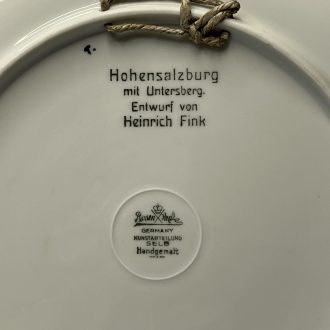 Hohensalzburg
mit Untersberg.
Entwurf von
Heinrich Fink
Rosenthal
GERMANY
KUNSTABTEILUNG
SELB
Handgemalt